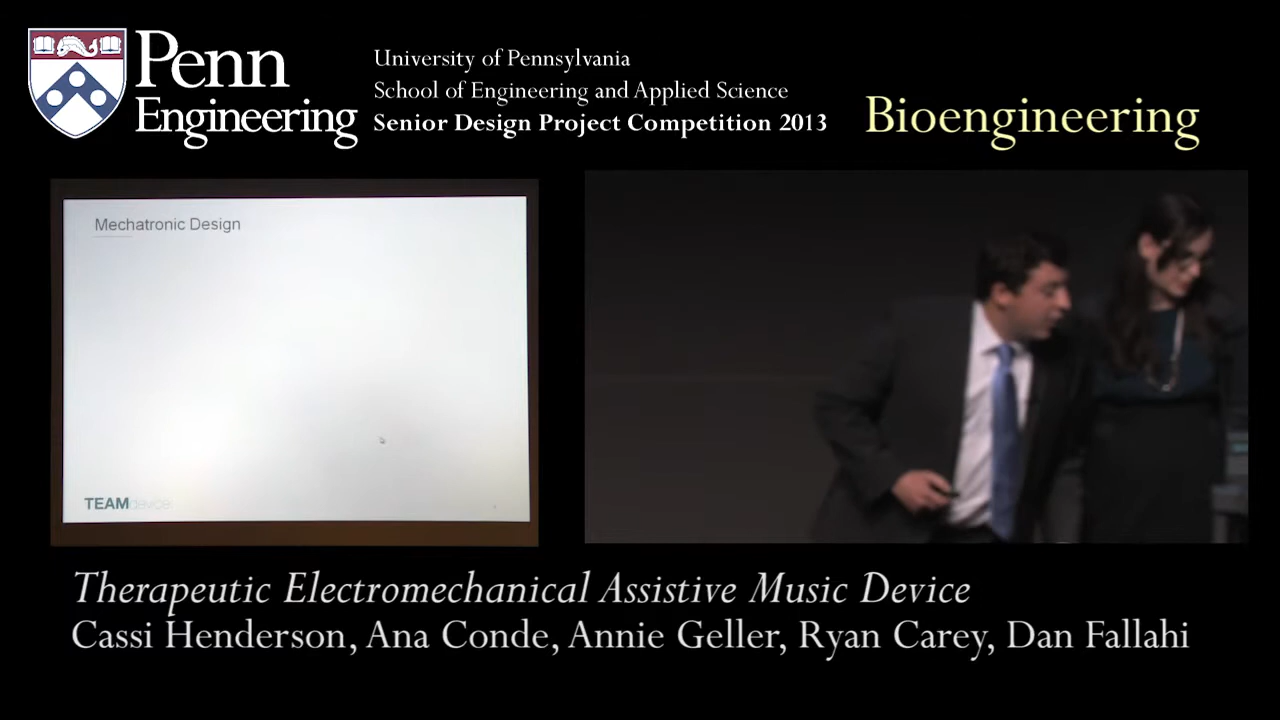 Penn
Engineering
University of Pennsylvania
School of Engineering and Applied Science
Senior Design Project Competition 2013
Bioengineering
Mechatronic Design
TEAMdevice
Therapeutic Electromechanical Assistive Music Device
Cassi Henderson, Ana Conde, Annie Geller, Ryan Carey, Dan Fallahi